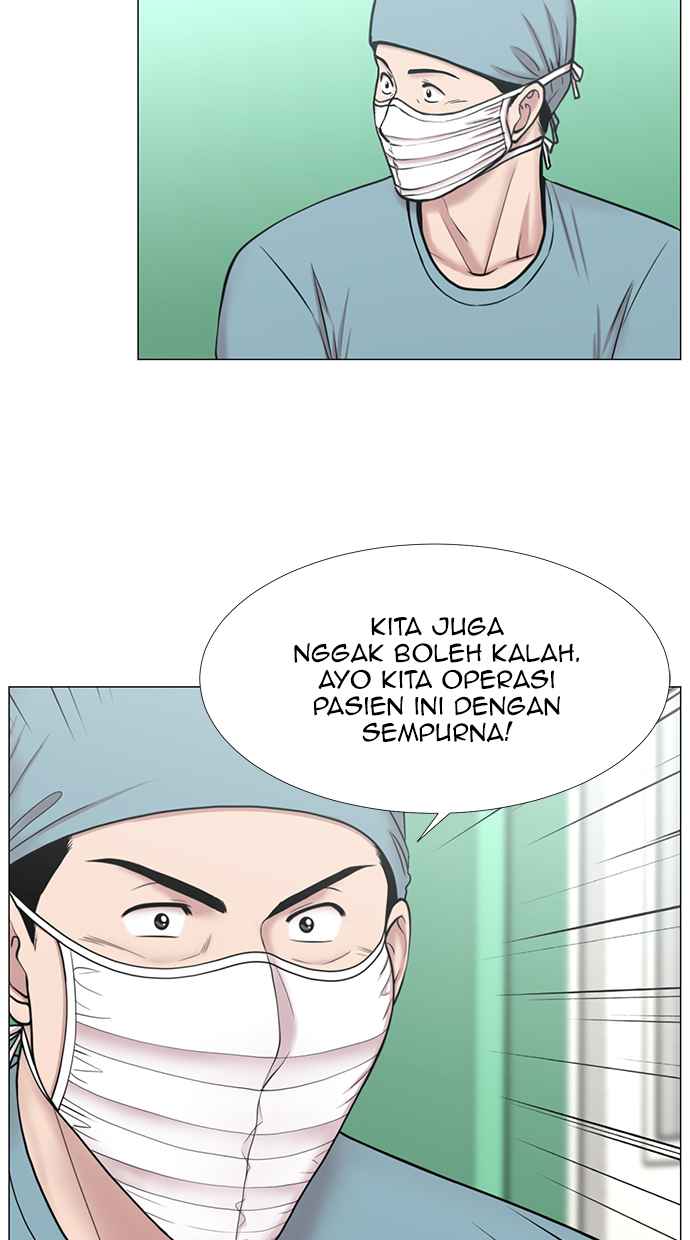 KITA JUGA
NGGAK BOLEH KALAH.
AYO KITA OPERASI
PASIEN INI DENGAN
SEMPURNA!